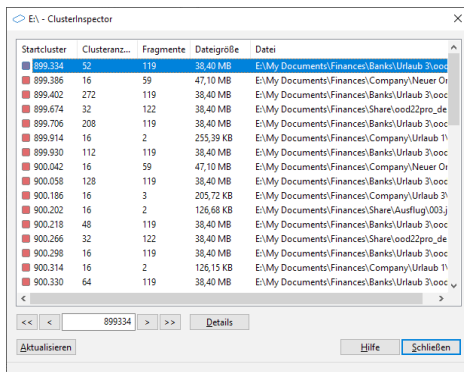 E:\ - ClusterInspector
Startcluster Clusteranz... Fragmente Dateigröße Datei
899.334 52 119 38,40 MB E:\My Documents\Finances\Banks\Urlaub 3\ooc
899.386 16 59 47,10 MB E:\My Documents\Finances\Company\Neuer Or
899.402 272 119 38,40 MB E:\My Documents\Finances\Banks\Urlaub 3\ooc
899.674 32 122 38,40 MB E:\My Documents\Finances\Share\ood22pro_de
899.706 208 119 38,40 MB E:\My Documents\Finances\Banks\Urlaub 3\ooc
899.914 16 2 255,39 KB E:\My Documents\Finances\Company\Urlaub 1\
899.930 112 119 38,40 MB E:\My Documents\Finances\Banks\Urlaub 3\ooc
900.042 16 59 47,10 MB E:\My Documents\Finances\Company\Neuer Or
900.058 128 119 38,40 MB E:\My Documents\Finances\Banks\Urlaub 3\ooc
900.186 16 3 205,72 KB E:\My Documents\Finances\Company\Urlaub 3\
900.202 16 2 126,68 KB E:\My Documents\Finances\Share\Ausflug\003.j
900.218 48 119 38,40 MB E:\My Documents\Finances\Banks\Urlaub 3\ooc
900.266 32 122 38,40 MB E:\My Documents\Finances\Share\ood22pro_de
900.298 16 119 38,40 MB E:\My Documents\Finances\Banks\Urlaub 3\ooc
900.314 16 2 126,15 KB E:\My Documents\Finances\Company\Urlaub 1\
900.330 64 119 38,40 MB E:\My Documents\Finances\Banks\Urlaub 3\ooc
<< < 899334 > >> Details
Aktualisieren Hilfe Schließen